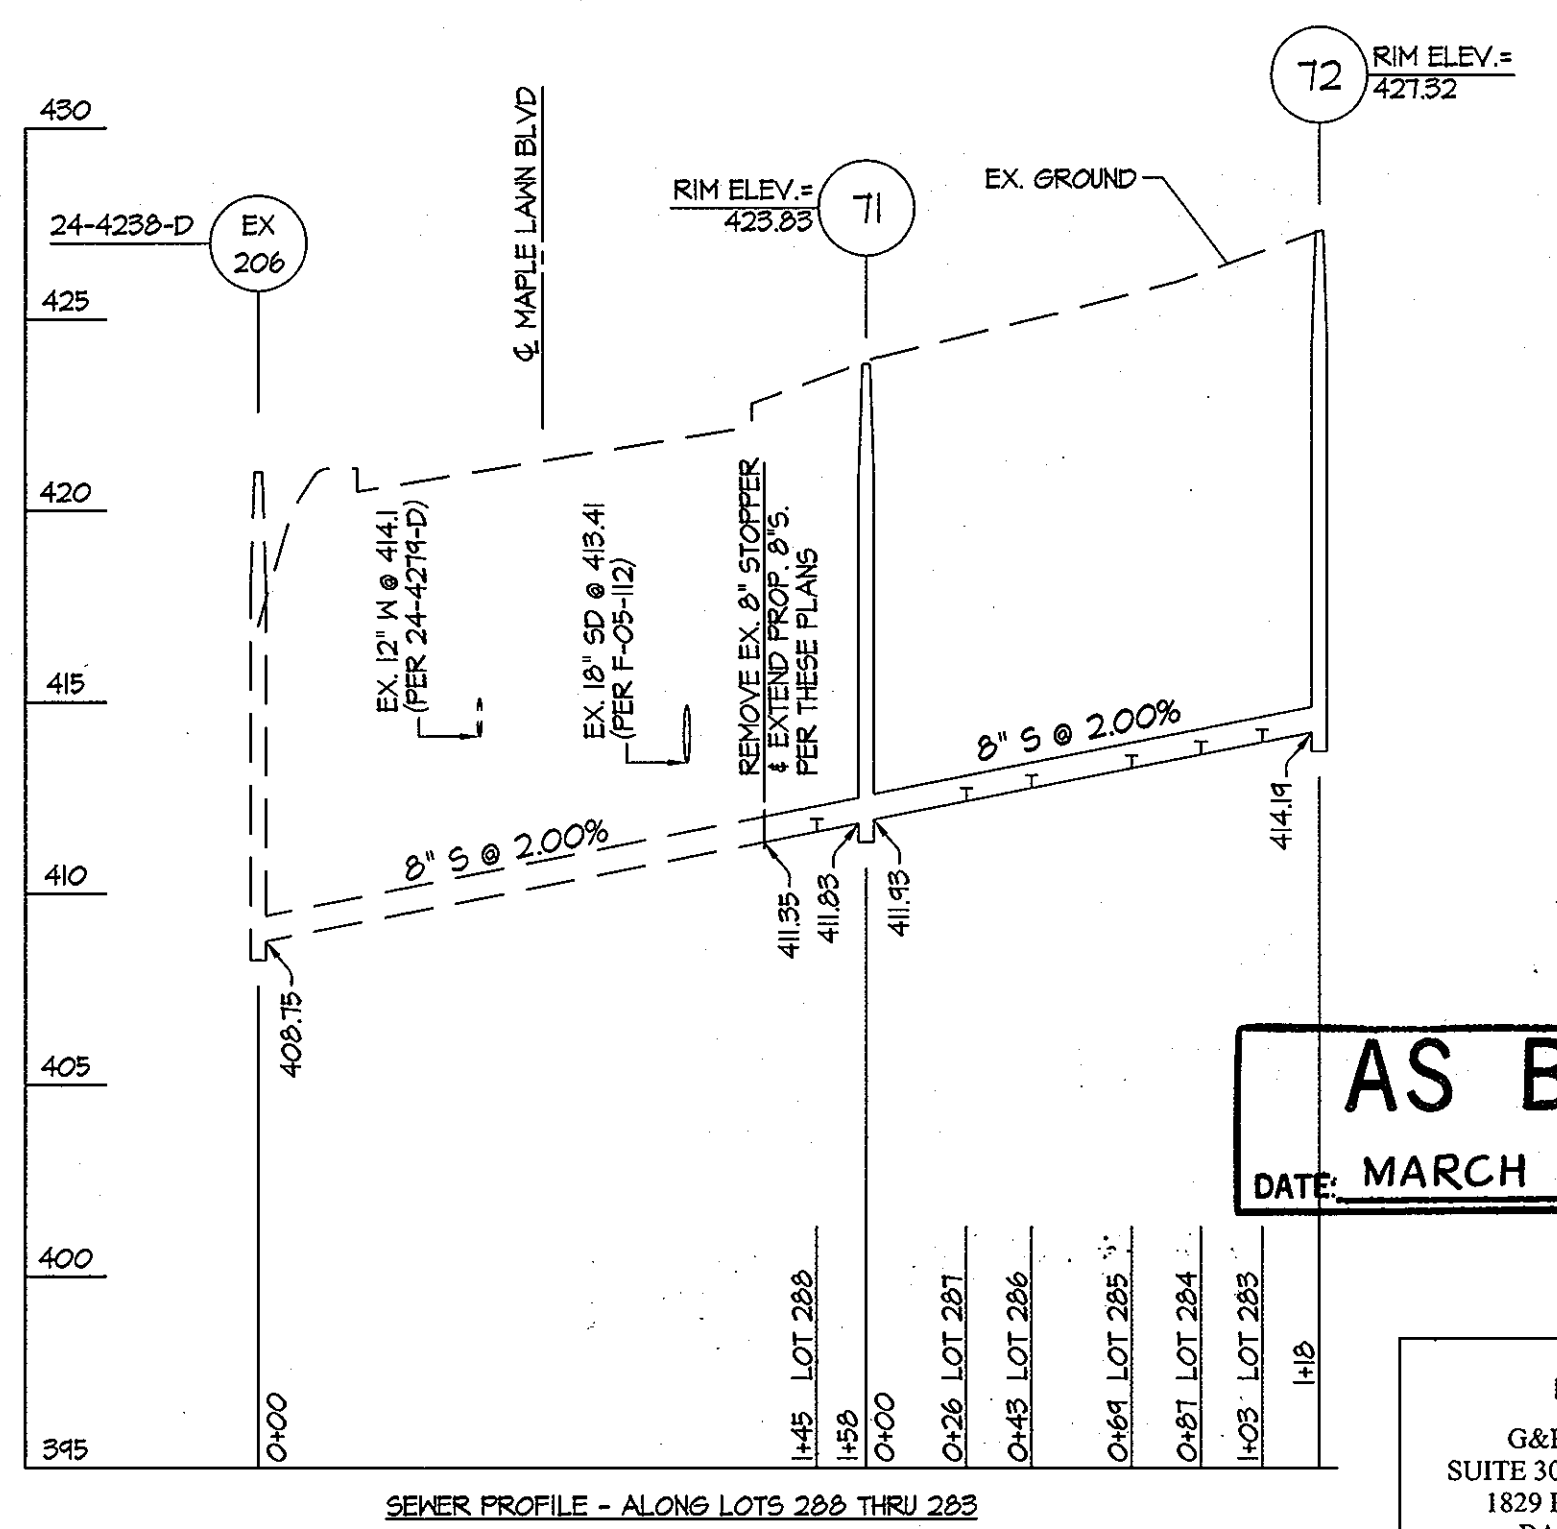 72
RIM ELEV.=
427.32
430
24-4238-D
EX
206
℄ MAPLE LAWN BLVD
RIM ELEV.=
423.83
71
EX. GROUND
425
420
EX. 12" W @ 414.1
(PER 24-4279-D)
EX. 18" SD @ 413.41
(PER F-05-112)
REMOVE EX. 8" STOPPER
& EXTEND PROP. 8"S.
PER THESE PLANS
415
8" S @ 2.00%
8" S @ 2.00%
410
408.75
411.35
411.83
411.93
414.19
405
AS B
DATE: MARCH
400
395
0+00
1+45 LOT 288
1+58
0+00
0+26 LOT 287
0+43 LOT 286
0+69 LOT 285
0+87 LOT 284
1+03 LOT 283
1+18
SEWER PROFILE - ALONG LOTS 288 THRU 283
SUITE 30
1829